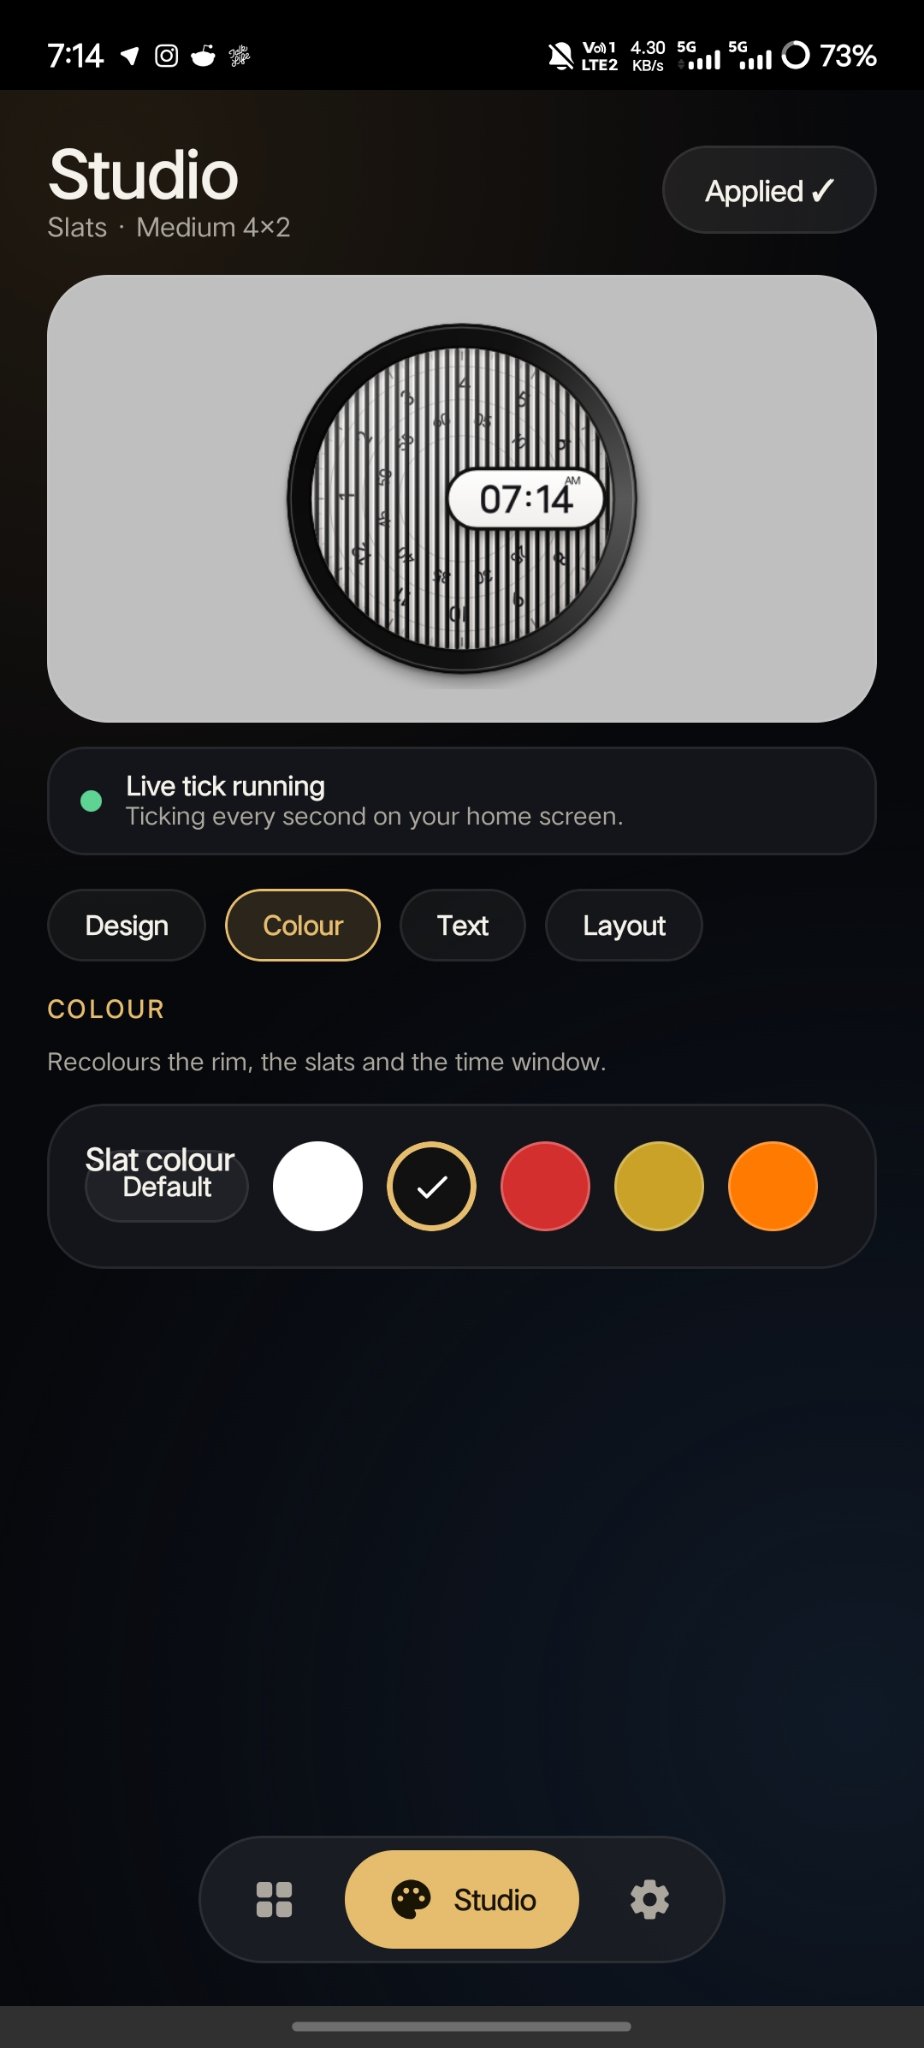 7:14
Vo) 1
LTE2
4.30
KB/s
5G
5G
73%
Studio
Slats · Medium 4×2
Applied ✓
07:14
AM
Live tick running
Ticking every second on your home screen.
Design
Colour
Text
Layout
COLOUR
Recolours the rim, the slats and the time window.
Slat colour
Default
Studio